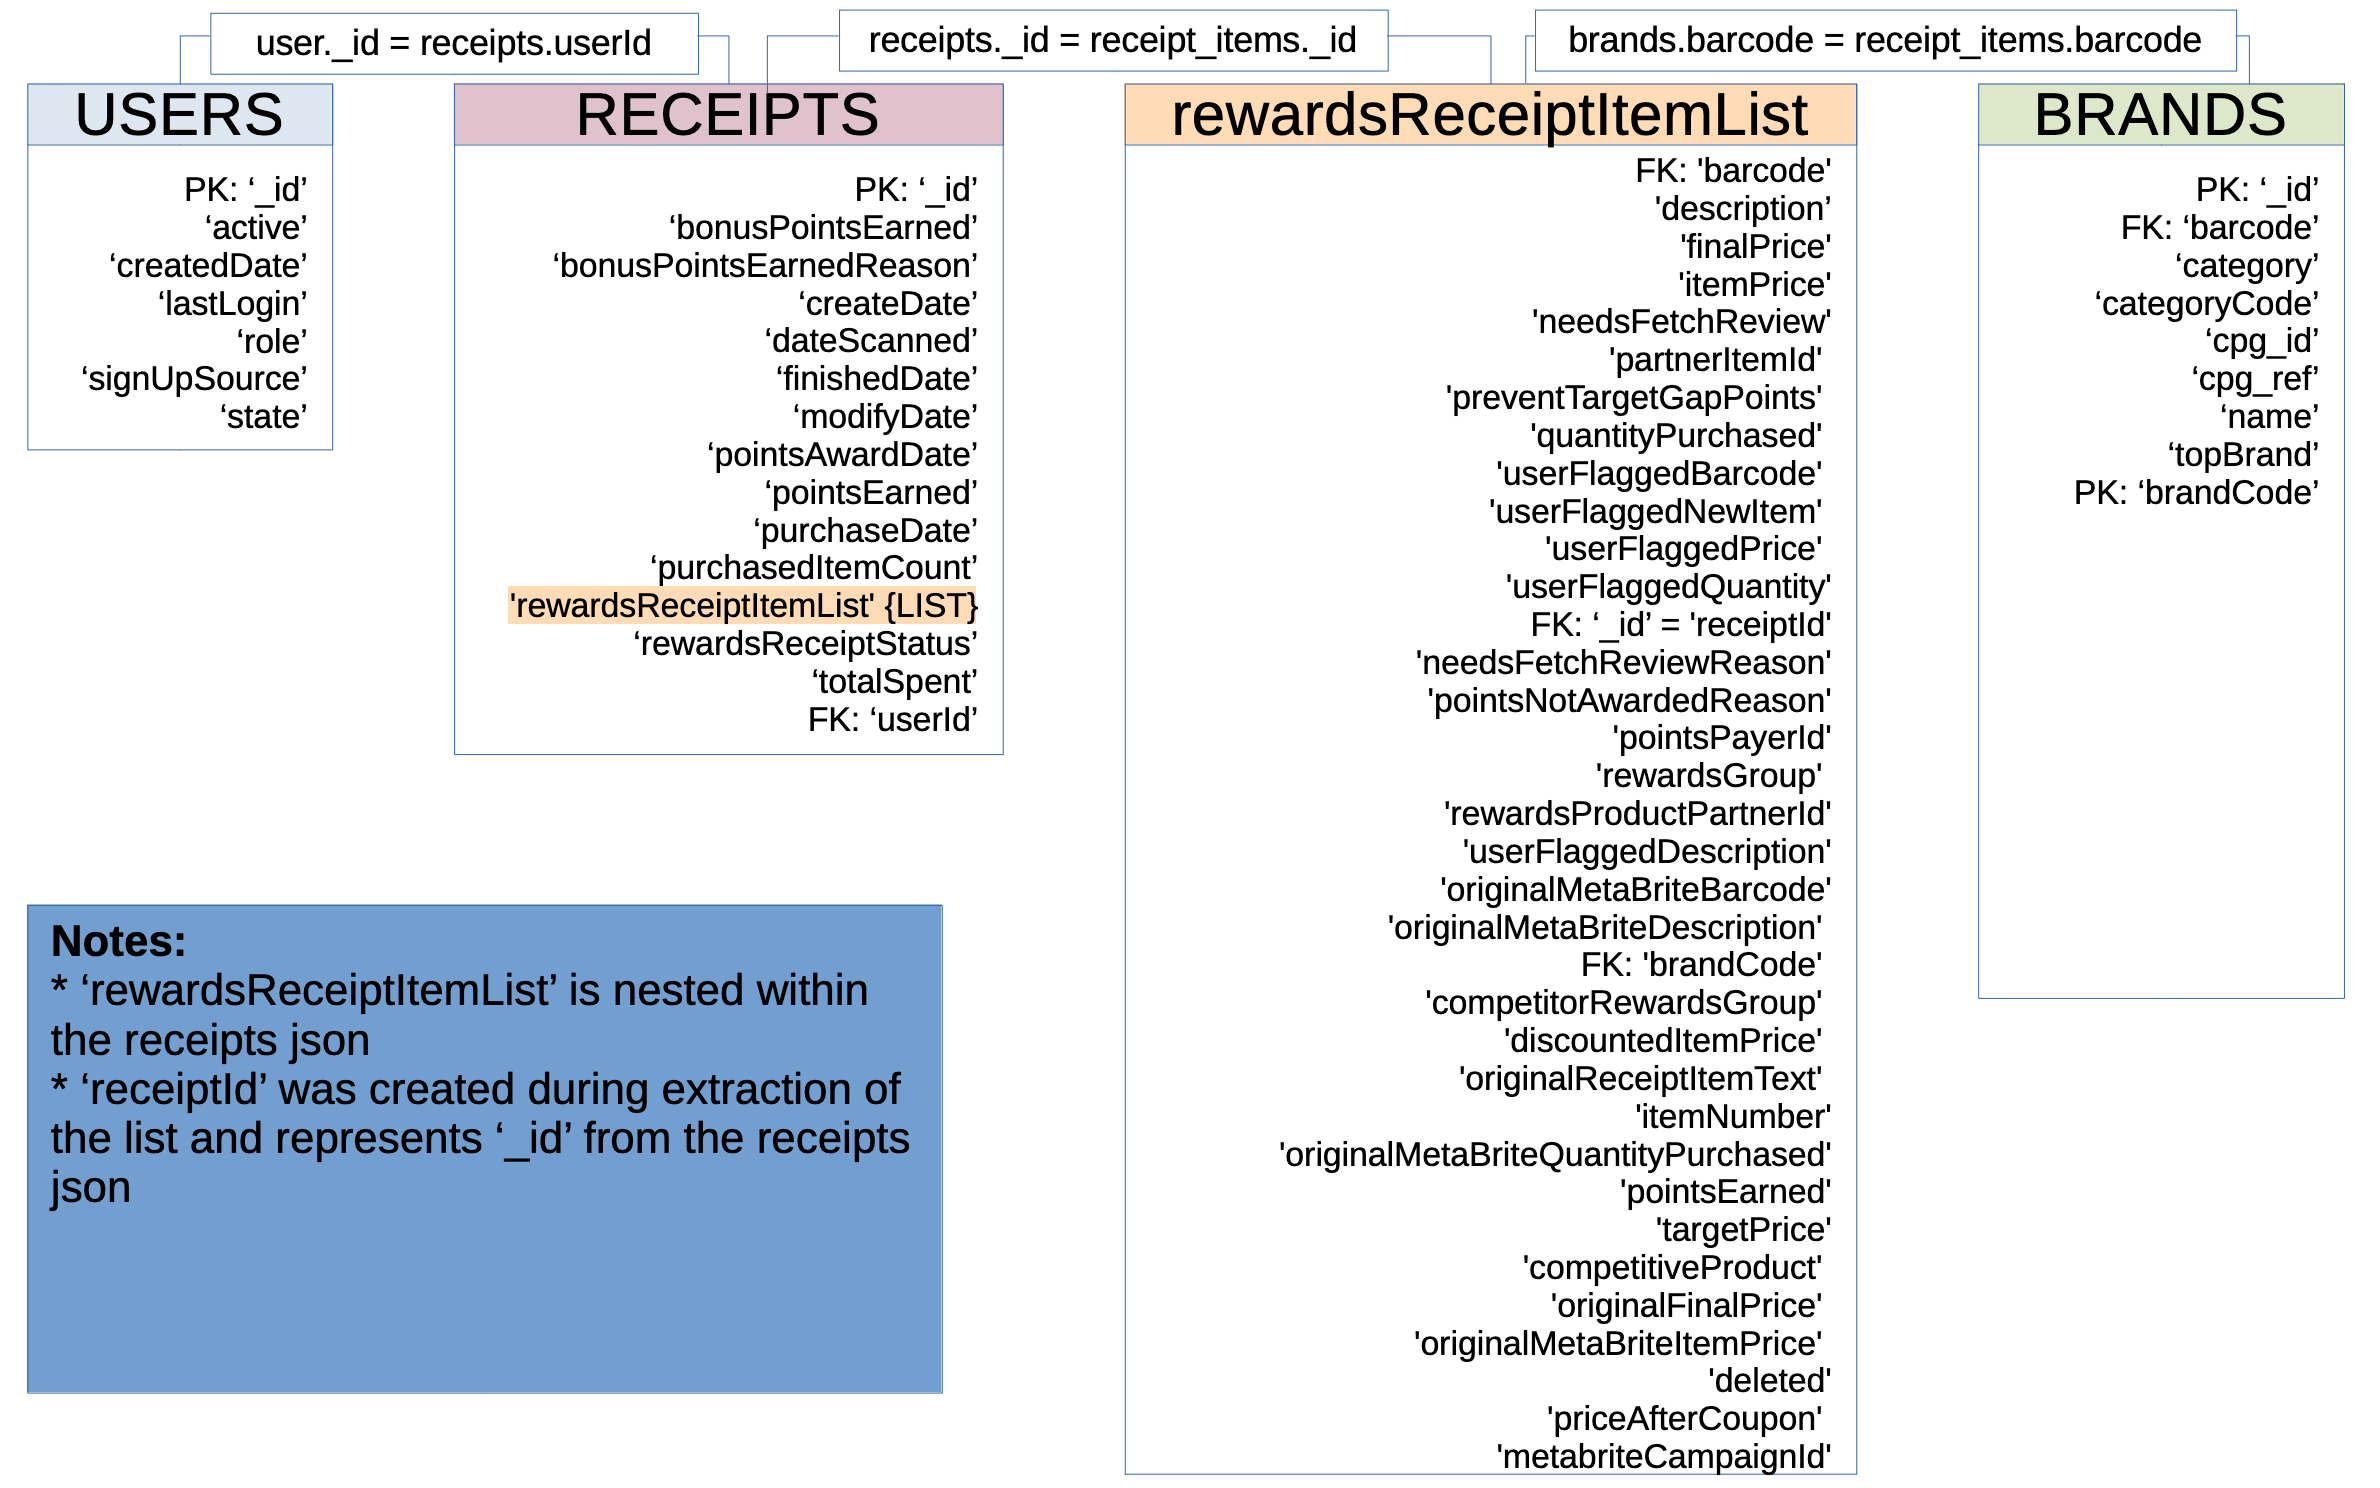 user._id = receipts.userId
receipts._id = receipt_items._id
brands.barcode = receipt_items.barcode
USERS
PK: ‘_id’
‘active’
‘createdDate’
‘lastLogin’
‘role’
‘signUpSource’
‘state’
RECEIPTS
PK: ‘_id’
‘bonusPointsEarned’
‘bonusPointsEarnedReason’
‘createDate’
‘dateScanned’
‘finishedDate’
‘modifyDate’
‘pointsAwardDate’
‘pointsEarned’
‘purchaseDate’
‘purchasedItemCount’
'rewardsReceiptItemList' {LIST}
‘rewardsReceiptStatus’
‘totalSpent’
FK: ‘userId’
rewardsReceiptItemList
FK: 'barcode'
'description’
'finalPrice'
'itemPrice'
'needsFetchReview'
'partnerItemId'
'preventTargetGapPoints'
'quantityPurchased'
'userFlaggedBarcode'
'userFlaggedNewItem'
'userFlaggedPrice'
'userFlaggedQuantity'
FK: ‘_id’ = 'receiptId'
'needsFetchReviewReason'
'pointsNotAwardedReason'
'pointsPayerId'
'rewardsGroup'
'rewardsProductPartnerId'
'userFlaggedDescription'
'originalMetaBriteBarcode'
'originalMetaBriteDescription'
FK: 'brandCode'
'competitorRewardsGroup'
'discountedItemPrice'
'originalReceiptItemText'
'itemNumber'
'originalMetaBriteQuantityPurchased'
'pointsEarned'
'targetPrice'
'competitiveProduct'
'originalFinalPrice'
'originalMetaBriteItemPrice'
'deleted'
'priceAfterCoupon'
'metabriteCampaignId'
BRANDS
PK: ‘_id’
FK: ‘barcode’
‘category’
‘categoryCode’
‘cpg_id’
‘cpg_ref’
‘name’
‘topBrand’
PK: ‘brandCode’
Notes:
* ‘rewardsReceiptItemList’ is nested within
the receipts json
* ‘receiptId’ was created during extraction of
the list and represents ‘_id’ from the receipts
json